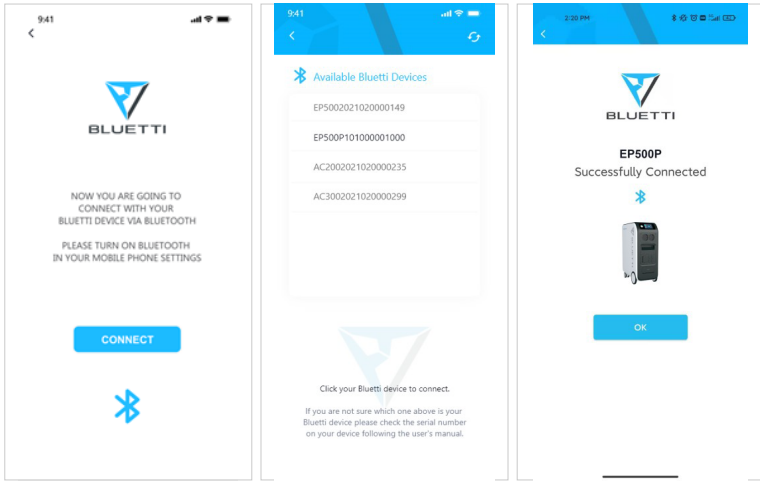 9:41
BLUETTI
NOW YOU ARE GOING TO
CONNECT WITH YOUR
BLUETTI DEVICE VIA BLUETOOTH
PLEASE TURN ON BLUETOOTH
IN YOUR MOBILE PHONE SETTINGS
CONNECT
9:41
Available Bluetti Devices
EP5002021020000149
EP500P101000001000
AC2002021020000235
AC3002021020000299
Click your Bluetti device to connect.
If you are not sure which one above is your
Bluetti device please check the serial number
on your device following the user's manual.
2:20 PM
BLUETTI
EP500P
Successfully Connected
OK